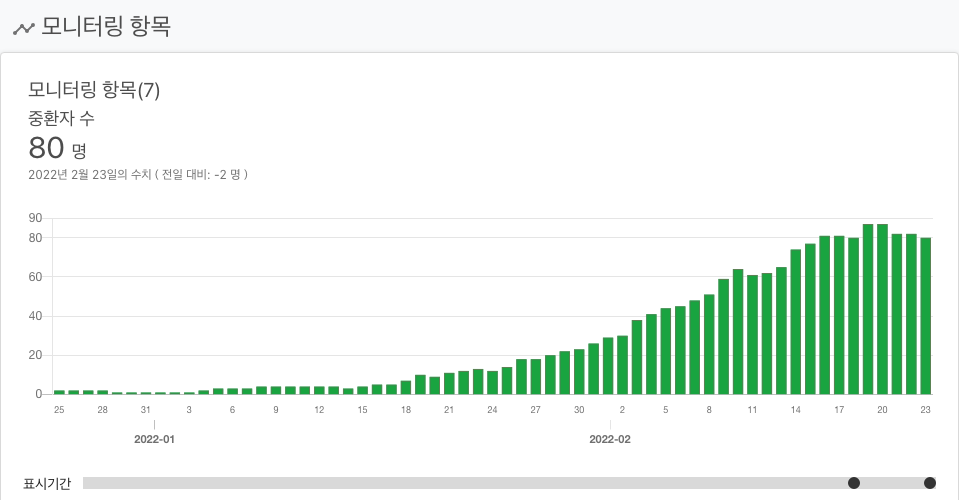 모니터링 항목
모니터링 항목(7)
중환자 수
80 명
2022년 2월 23일의 수치 ( 전일 대비: -2 명 )
90
80
60
40
20
0
25 28 31 3 6 9 12 15 18 21 24 27 30 2 5 8 11 14 17 20 23
2022-01 2022-02
표시기간